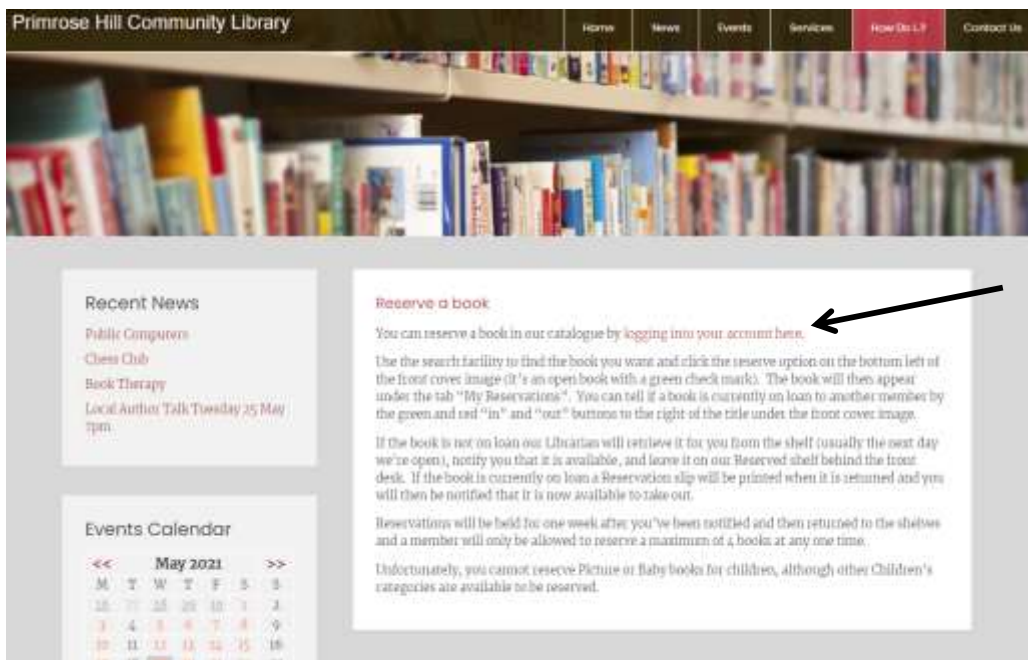 Primrose Hill Community Library
Home News Events Services How Do I..? Contact Us
Recent News
Public Computers
Chess Club
Book Therapy
Local Author Talk Tuesday 25 May
7pm
Events Calendar
<< May 2021 >>
M T W T F S S
26 27 28 29 30 1 2
3 4 5 6 7 8 9
10 11 12 13 14 15 16
Reserve a book
You can reserve a book in our catalogue by logging into your account here.
Use the search facility to find the book you want and click the reserve option on the bottom left of
the front cover image (it's an open book with a green check mark). The book will then appear
under the tab "My Reservations". You can tell if a book is currently on loan to another member by
the green and red "in" and "out" buttons to the right of the title under the front cover image.
If the book is not on loan our Librarian will retrieve it for you from the shelf (usually the next day
we're open), notify you that it is available, and leave it on our Reserved shelf behind the front
desk. If the book is currently on loan a Reservation slip will be printed when it is returned and you
will then be notified that it is now available to take out.
Reservations will be held for one week after you've been notified and then returned to the shelves
and a member will only be allowed to reserve a maximum of 4 books at any one time.
Unfortunately, you cannot reserve Picture or Baby books for children, although other Children's
categories are available to be reserved.